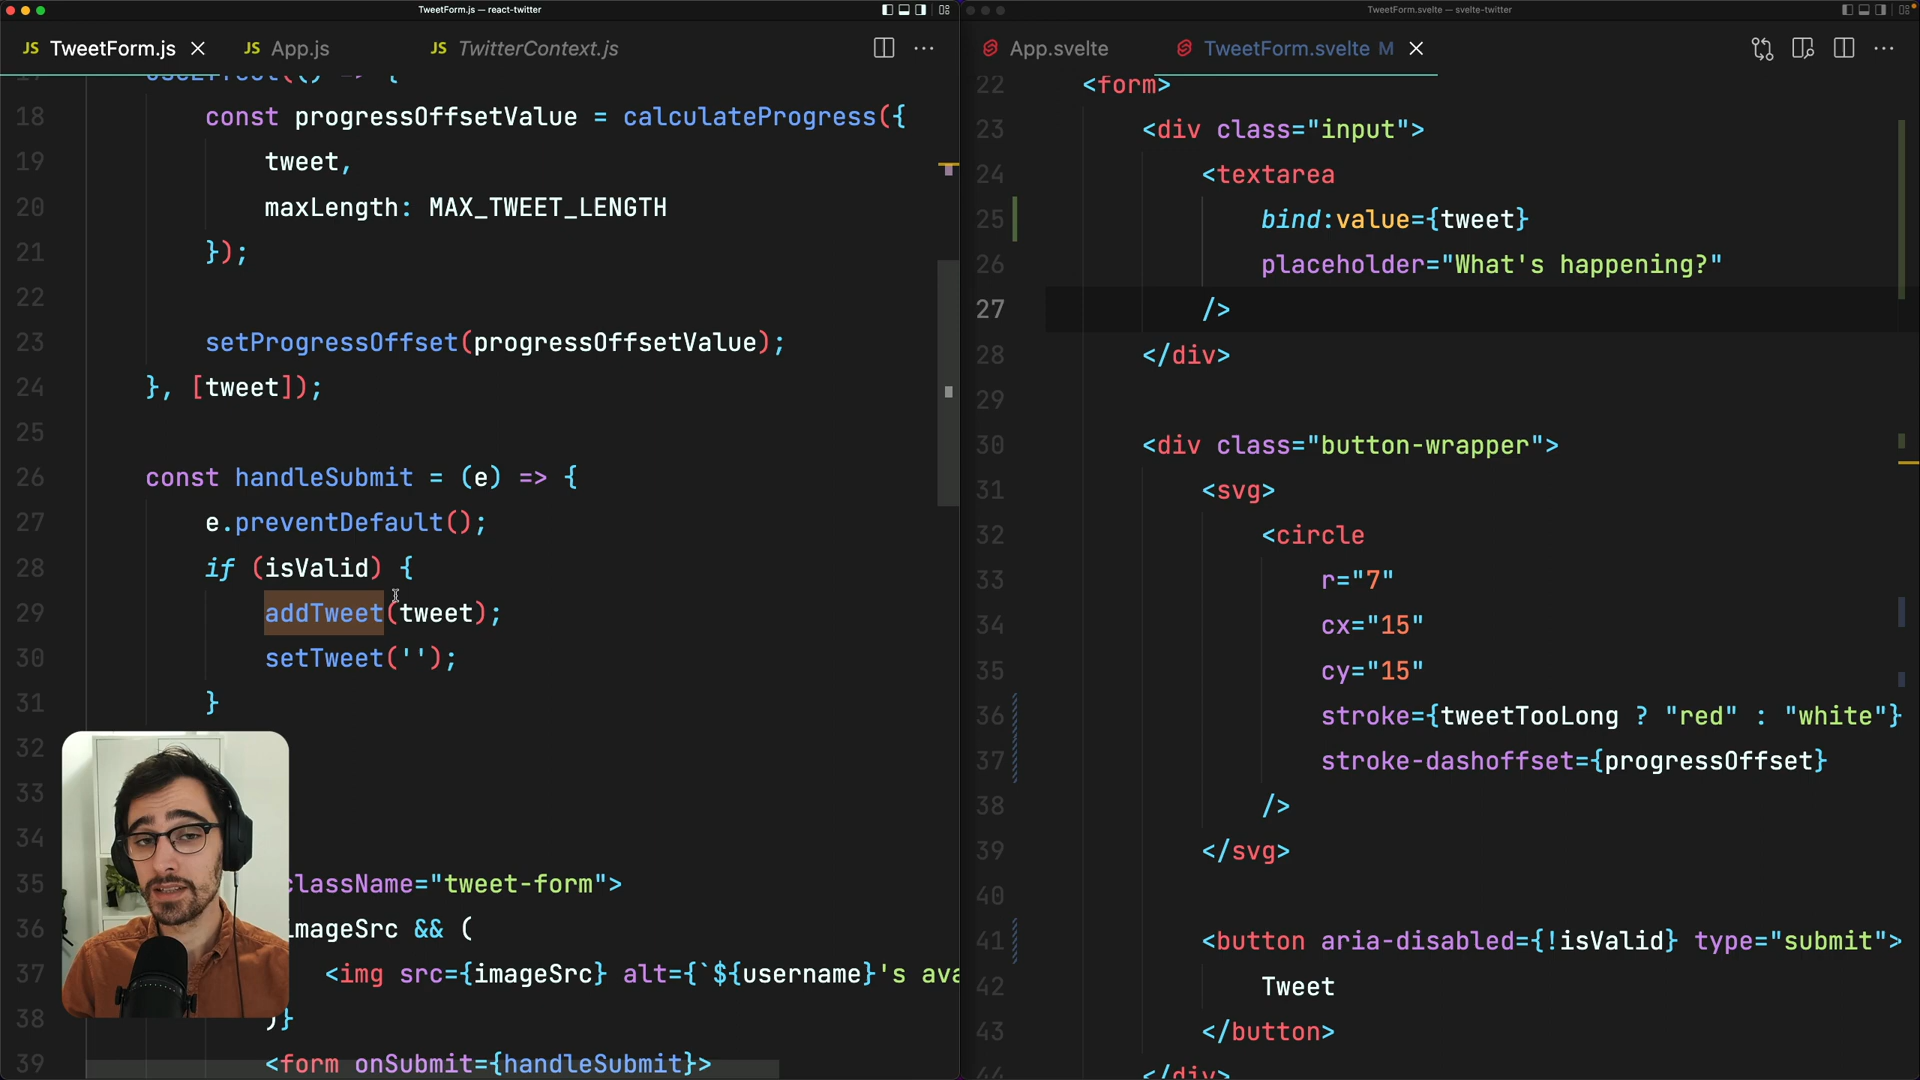 TweetForm.js — react-twitter
JS TweetForm.js
JS App.js
JS TwitterContext.js
18 const progressOffsetValue = calculateProgress({
19 tweet,
20 maxLength: MAX_TWEET_LENGTH
21 });
22
23 setProgressOffset(progressOffsetValue);
24 }, [tweet]);
25
26 const handleSubmit = (e) => {
27 e.preventDefault();
28 if (isValid) {
29 addTweet(tweet);
30 setTweet('');
31 }
32
33
34
35 className="tweet-form">
36 imageSrc && (
37 <img src={imageSrc} alt={`${username}'s ava
38 )}
39 <form onSubmit={handleSubmit}>
TweetForm.svelte — svelte-twitter
App.svelte
TweetForm.svelte M
22 <form>
23 <div class="input">
24 <textarea
25 bind:value={tweet}
26 placeholder="What's happening?"
27 />
28 </div>
29
30 <div class="button-wrapper">
31 <svg>
32 <circle
33 r="7"
34 cx="15"
35 cy="15"
36 stroke={tweetTooLong ? "red" : "white"}
37 stroke-dashoffset={progressOffset}
38 />
39 </svg>
40
41 <button aria-disabled={!isValid} type="submit">
42 Tweet
43 </button>
44 </div>